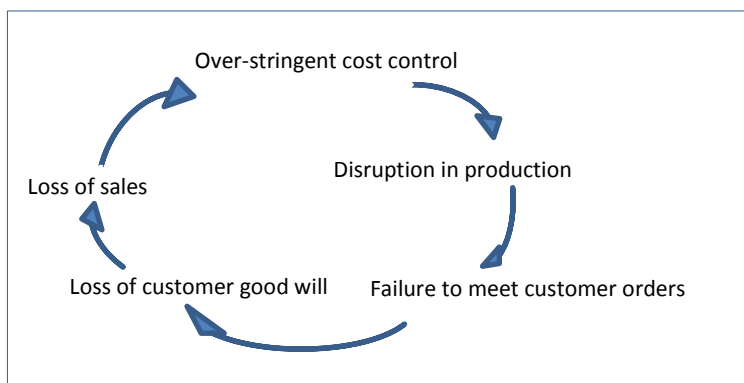 Over-stringent cost control
Disruption in production
Loss of sales
Loss of customer good will
Failure to meet customer orders